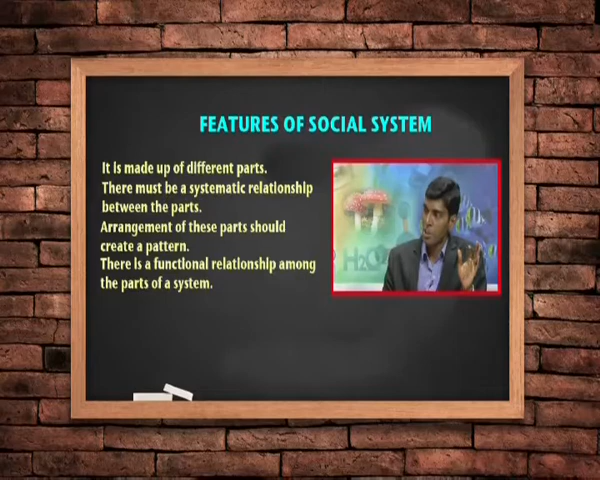 FEATURES OF SOCIAL SYSTEM
It is made up of different parts.
There must be a systematic relationship
between the parts.
Arrangement of these parts should
create a pattern.
There is a functional relationship among
the parts of a system.
H2O